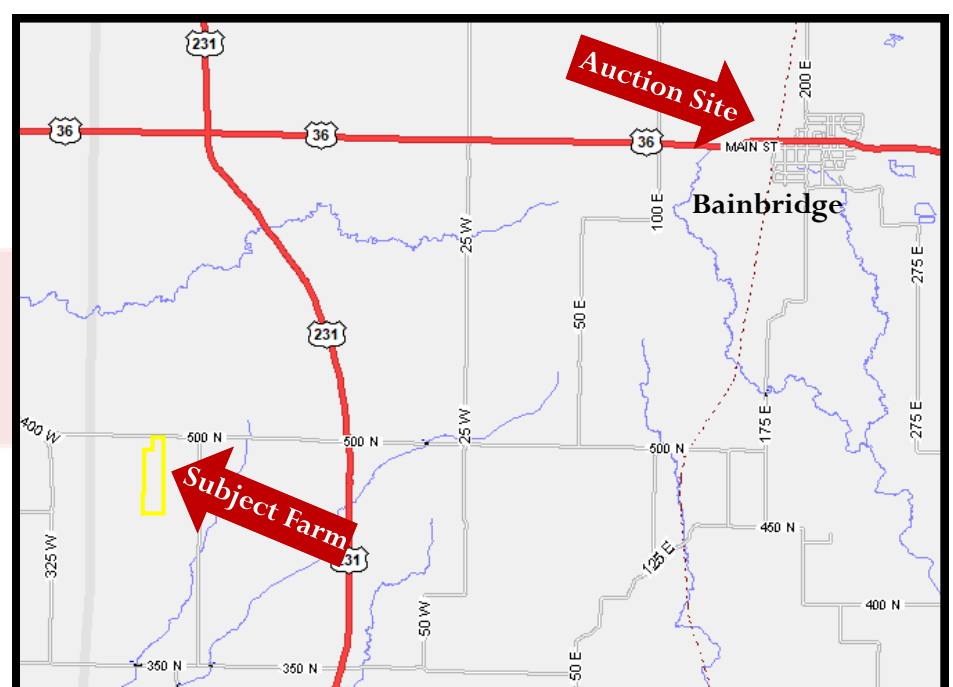 231
200 E
Auction Site
36
36
36
MAIN ST
Bainbridge
100 E
25 W
275 E
50 E
231
400 W
500 N
500 N
25 W
500 N
175 E
275 E
Subject Farm
450 N
325 W
31
125 E
400 N
50 W
350 N
350 N
50 E